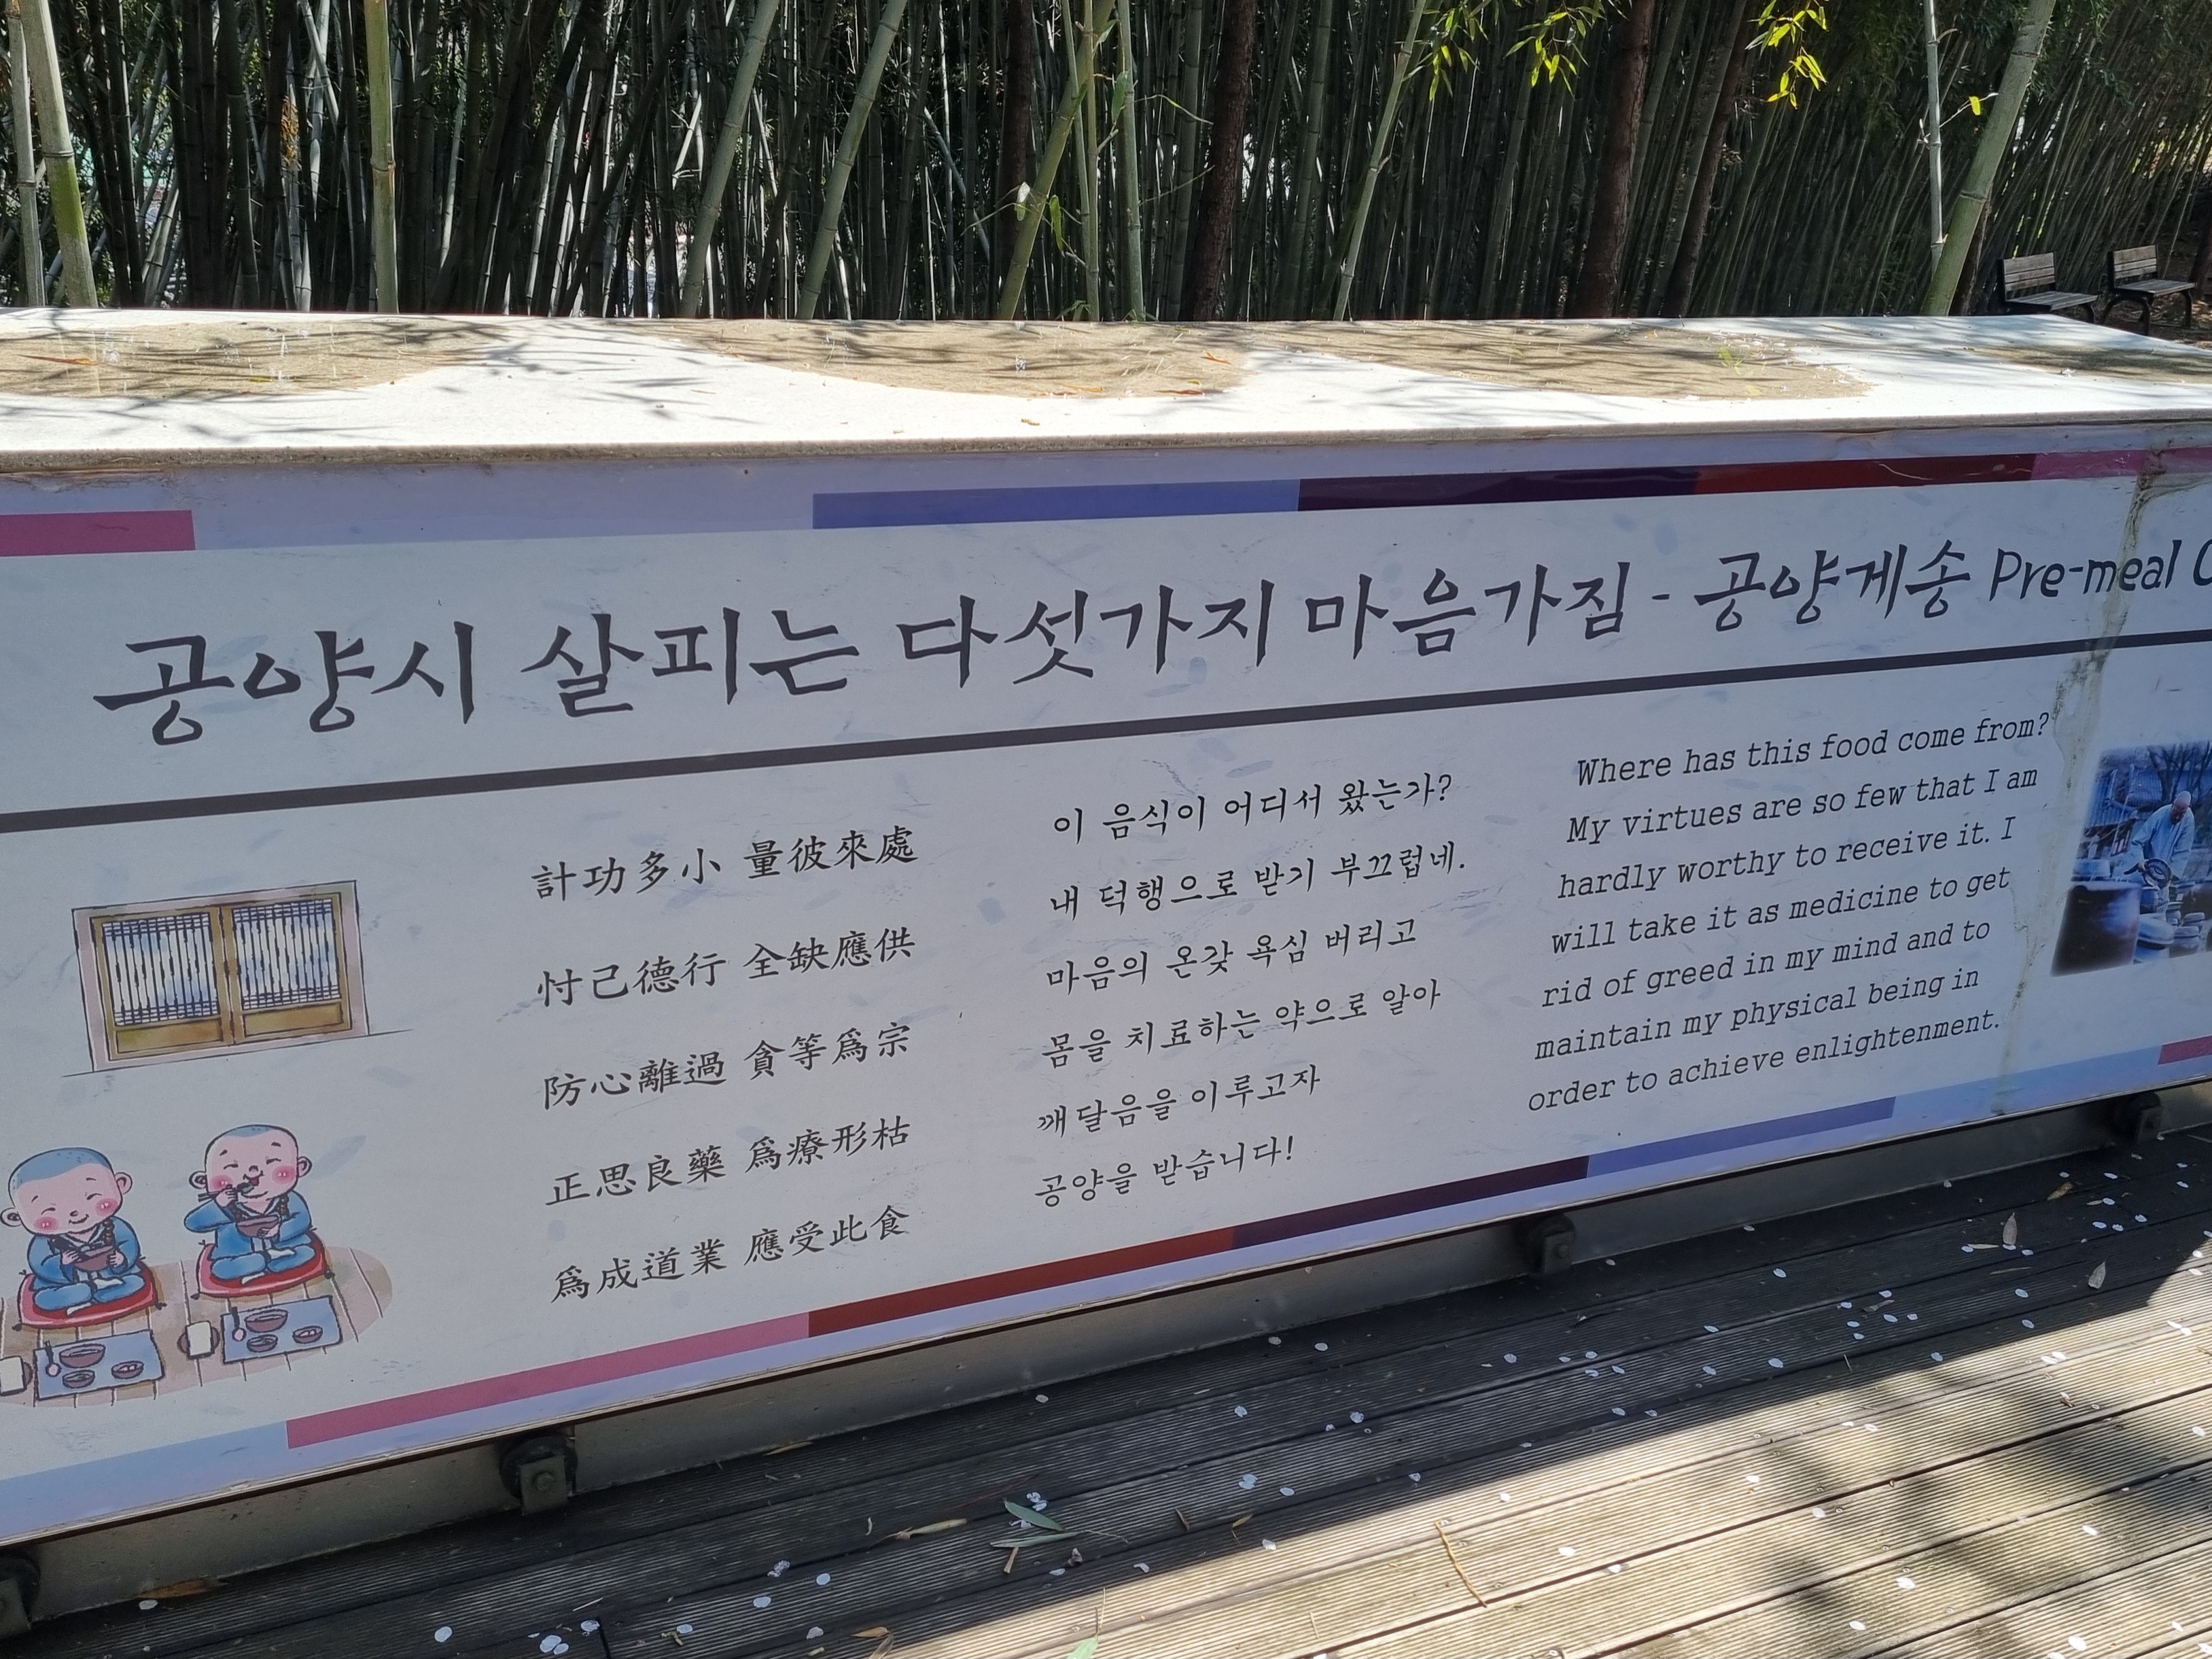 공양시 살피는 다섯가지 마음가짐 - 공양게송 Pre-meal
計功多小 量彼來處
忖己德行 全缺應供
防心離過 貪等爲宗
正思良藥 爲療形枯
爲成道業 應受此食
이 음식이 어디서 왔는가?
내 덕행으로 받기 부끄럽네.
마음의 온갖 욕심 버리고
몸을 치료하는 약으로 알아
깨달음을 이루고자
공양을 받습니다!
Where has this food come from?
My virtues are so few that I am
hardly worthy to receive it. I
will take it as medicine to get
rid of greed in my mind and to
maintain my physical being in
order to achieve enlightenment.